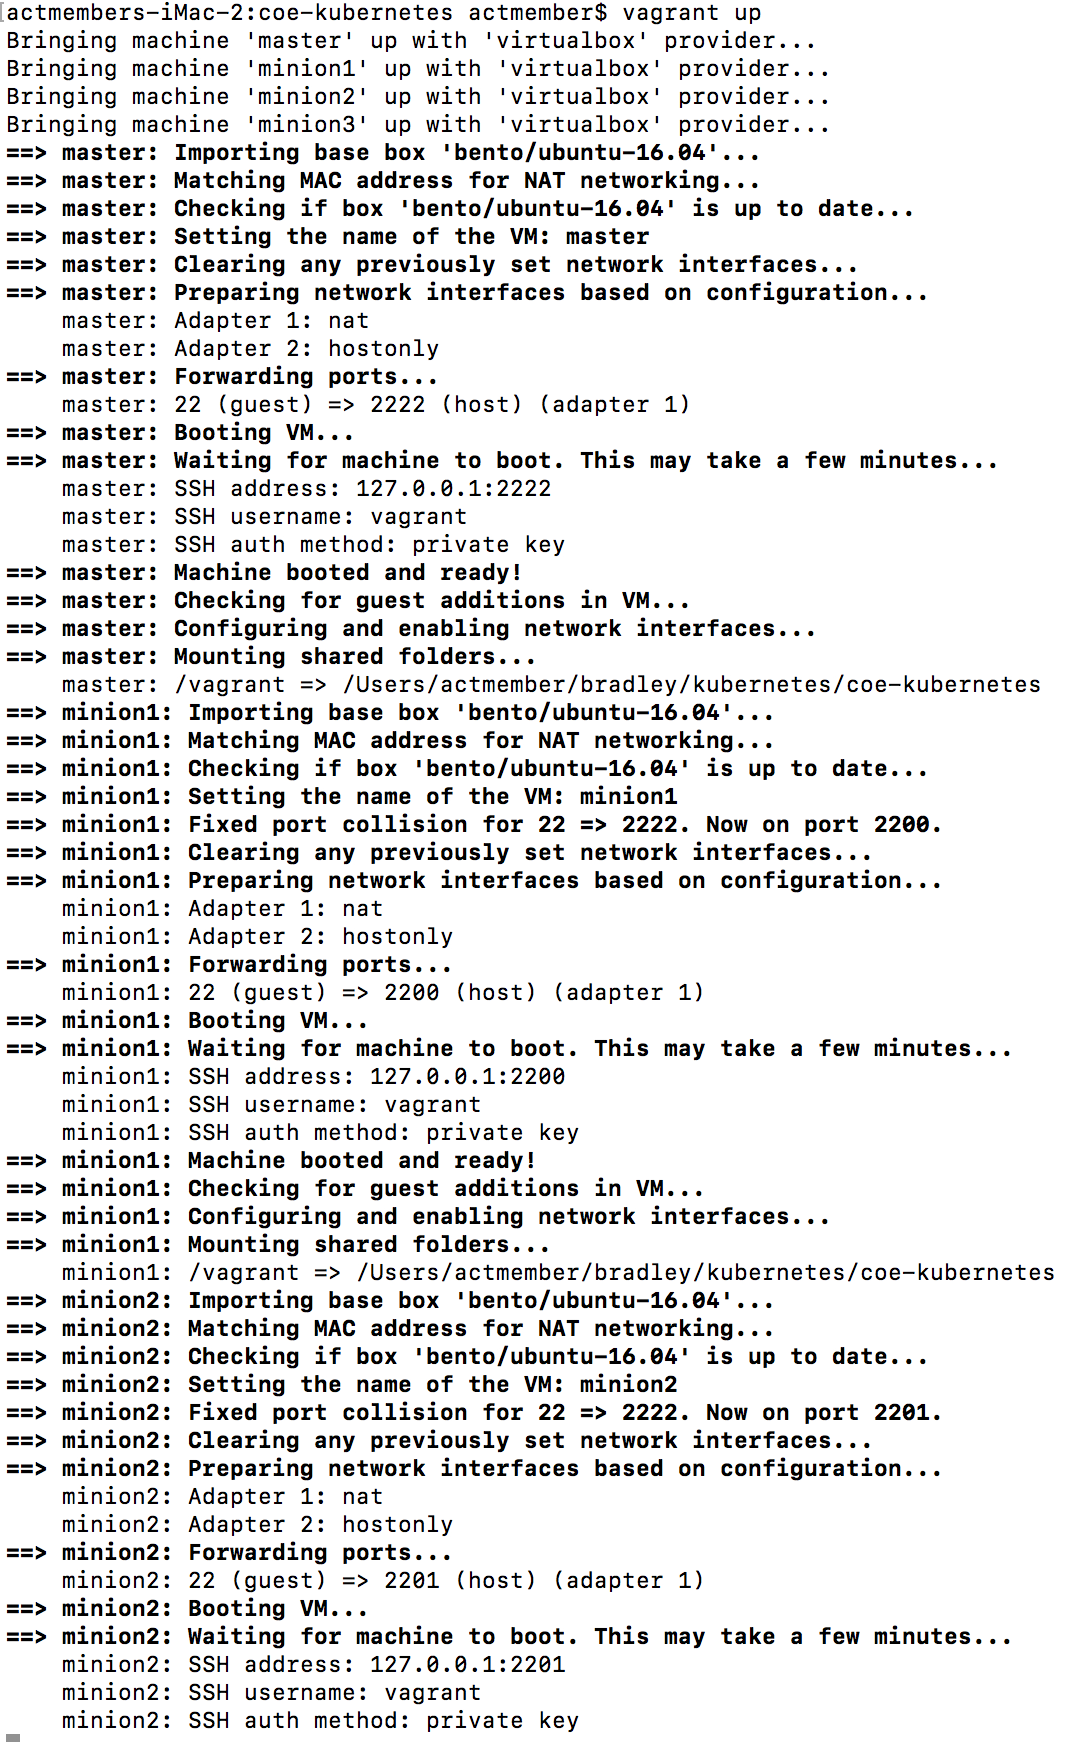 [actmembers-iMac-2:coe-kubernetes actmember$ vagrant up
Bringing machine 'master' up with 'virtualbox' provider...
Bringing machine 'minion1' up with 'virtualbox' provider...
Bringing machine 'minion2' up with 'virtualbox' provider...
Bringing machine 'minion3' up with 'virtualbox' provider...
==> master: Importing base box 'bento/ubuntu-16.04'...
==> master: Matching MAC address for NAT networking...
==> master: Checking if box 'bento/ubuntu-16.04' is up to date...
==> master: Setting the name of the VM: master
==> master: Clearing any previously set network interfaces...
==> master: Preparing network interfaces based on configuration...
    master: Adapter 1: nat
    master: Adapter 2: hostonly
==> master: Forwarding ports...
    master: 22 (guest) => 2222 (host) (adapter 1)
==> master: Booting VM...
==> master: Waiting for machine to boot. This may take a few minutes...
    master: SSH address: 127.0.0.1:2222
    master: SSH username: vagrant
    master: SSH auth method: private key
==> master: Machine booted and ready!
==> master: Checking for guest additions in VM...
==> master: Configuring and enabling network interfaces...
==> master: Mounting shared folders...
    master: /vagrant => /Users/actmember/bradley/kubernetes/coe-kubernetes
==> minion1: Importing base box 'bento/ubuntu-16.04'...
==> minion1: Matching MAC address for NAT networking...
==> minion1: Checking if box 'bento/ubuntu-16.04' is up to date...
==> minion1: Setting the name of the VM: minion1
==> minion1: Fixed port collision for 22 => 2222. Now on port 2200.
==> minion1: Clearing any previously set network interfaces...
==> minion1: Preparing network interfaces based on configuration...
    minion1: Adapter 1: nat
    minion1: Adapter 2: hostonly
==> minion1: Forwarding ports...
    minion1: 22 (guest) => 2200 (host) (adapter 1)
==> minion1: Booting VM...
==> minion1: Waiting for machine to boot. This may take a few minutes...
    minion1: SSH address: 127.0.0.1:2200
    minion1: SSH username: vagrant
    minion1: SSH auth method: private key
==> minion1: Machine booted and ready!
==> minion1: Checking for guest additions in VM...
==> minion1: Configuring and enabling network interfaces...
==> minion1: Mounting shared folders...
    minion1: /vagrant => /Users/actmember/bradley/kubernetes/coe-kubernetes
==> minion2: Importing base box 'bento/ubuntu-16.04'...
==> minion2: Matching MAC address for NAT networking...
==> minion2: Checking if box 'bento/ubuntu-16.04' is up to date...
==> minion2: Setting the name of the VM: minion2
==> minion2: Fixed port collision for 22 => 2222. Now on port 2201.
==> minion2: Clearing any previously set network interfaces...
==> minion2: Preparing network interfaces based on configuration...
    minion2: Adapter 1: nat
    minion2: Adapter 2: hostonly
==> minion2: Forwarding ports...
    minion2: 22 (guest) => 2201 (host) (adapter 1)
==> minion2: Booting VM...
==> minion2: Waiting for machine to boot. This may take a few minutes...
    minion2: SSH address: 127.0.0.1:2201
    minion2: SSH username: vagrant
    minion2: SSH auth method: private key